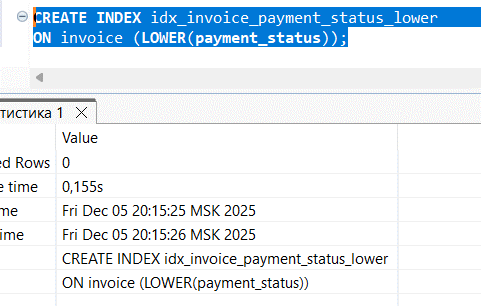 CREATE INDEX idx_invoice_payment_status_lower
ON invoice (LOWER(payment_status));
тистика 1
Value
ed Rows 0
e time 0,155s
me Fri Dec 05 20:15:25 MSK 2025
ime Fri Dec 05 20:15:26 MSK 2025
CREATE INDEX idx_invoice_payment_status_lower
ON invoice (LOWER(payment_status))